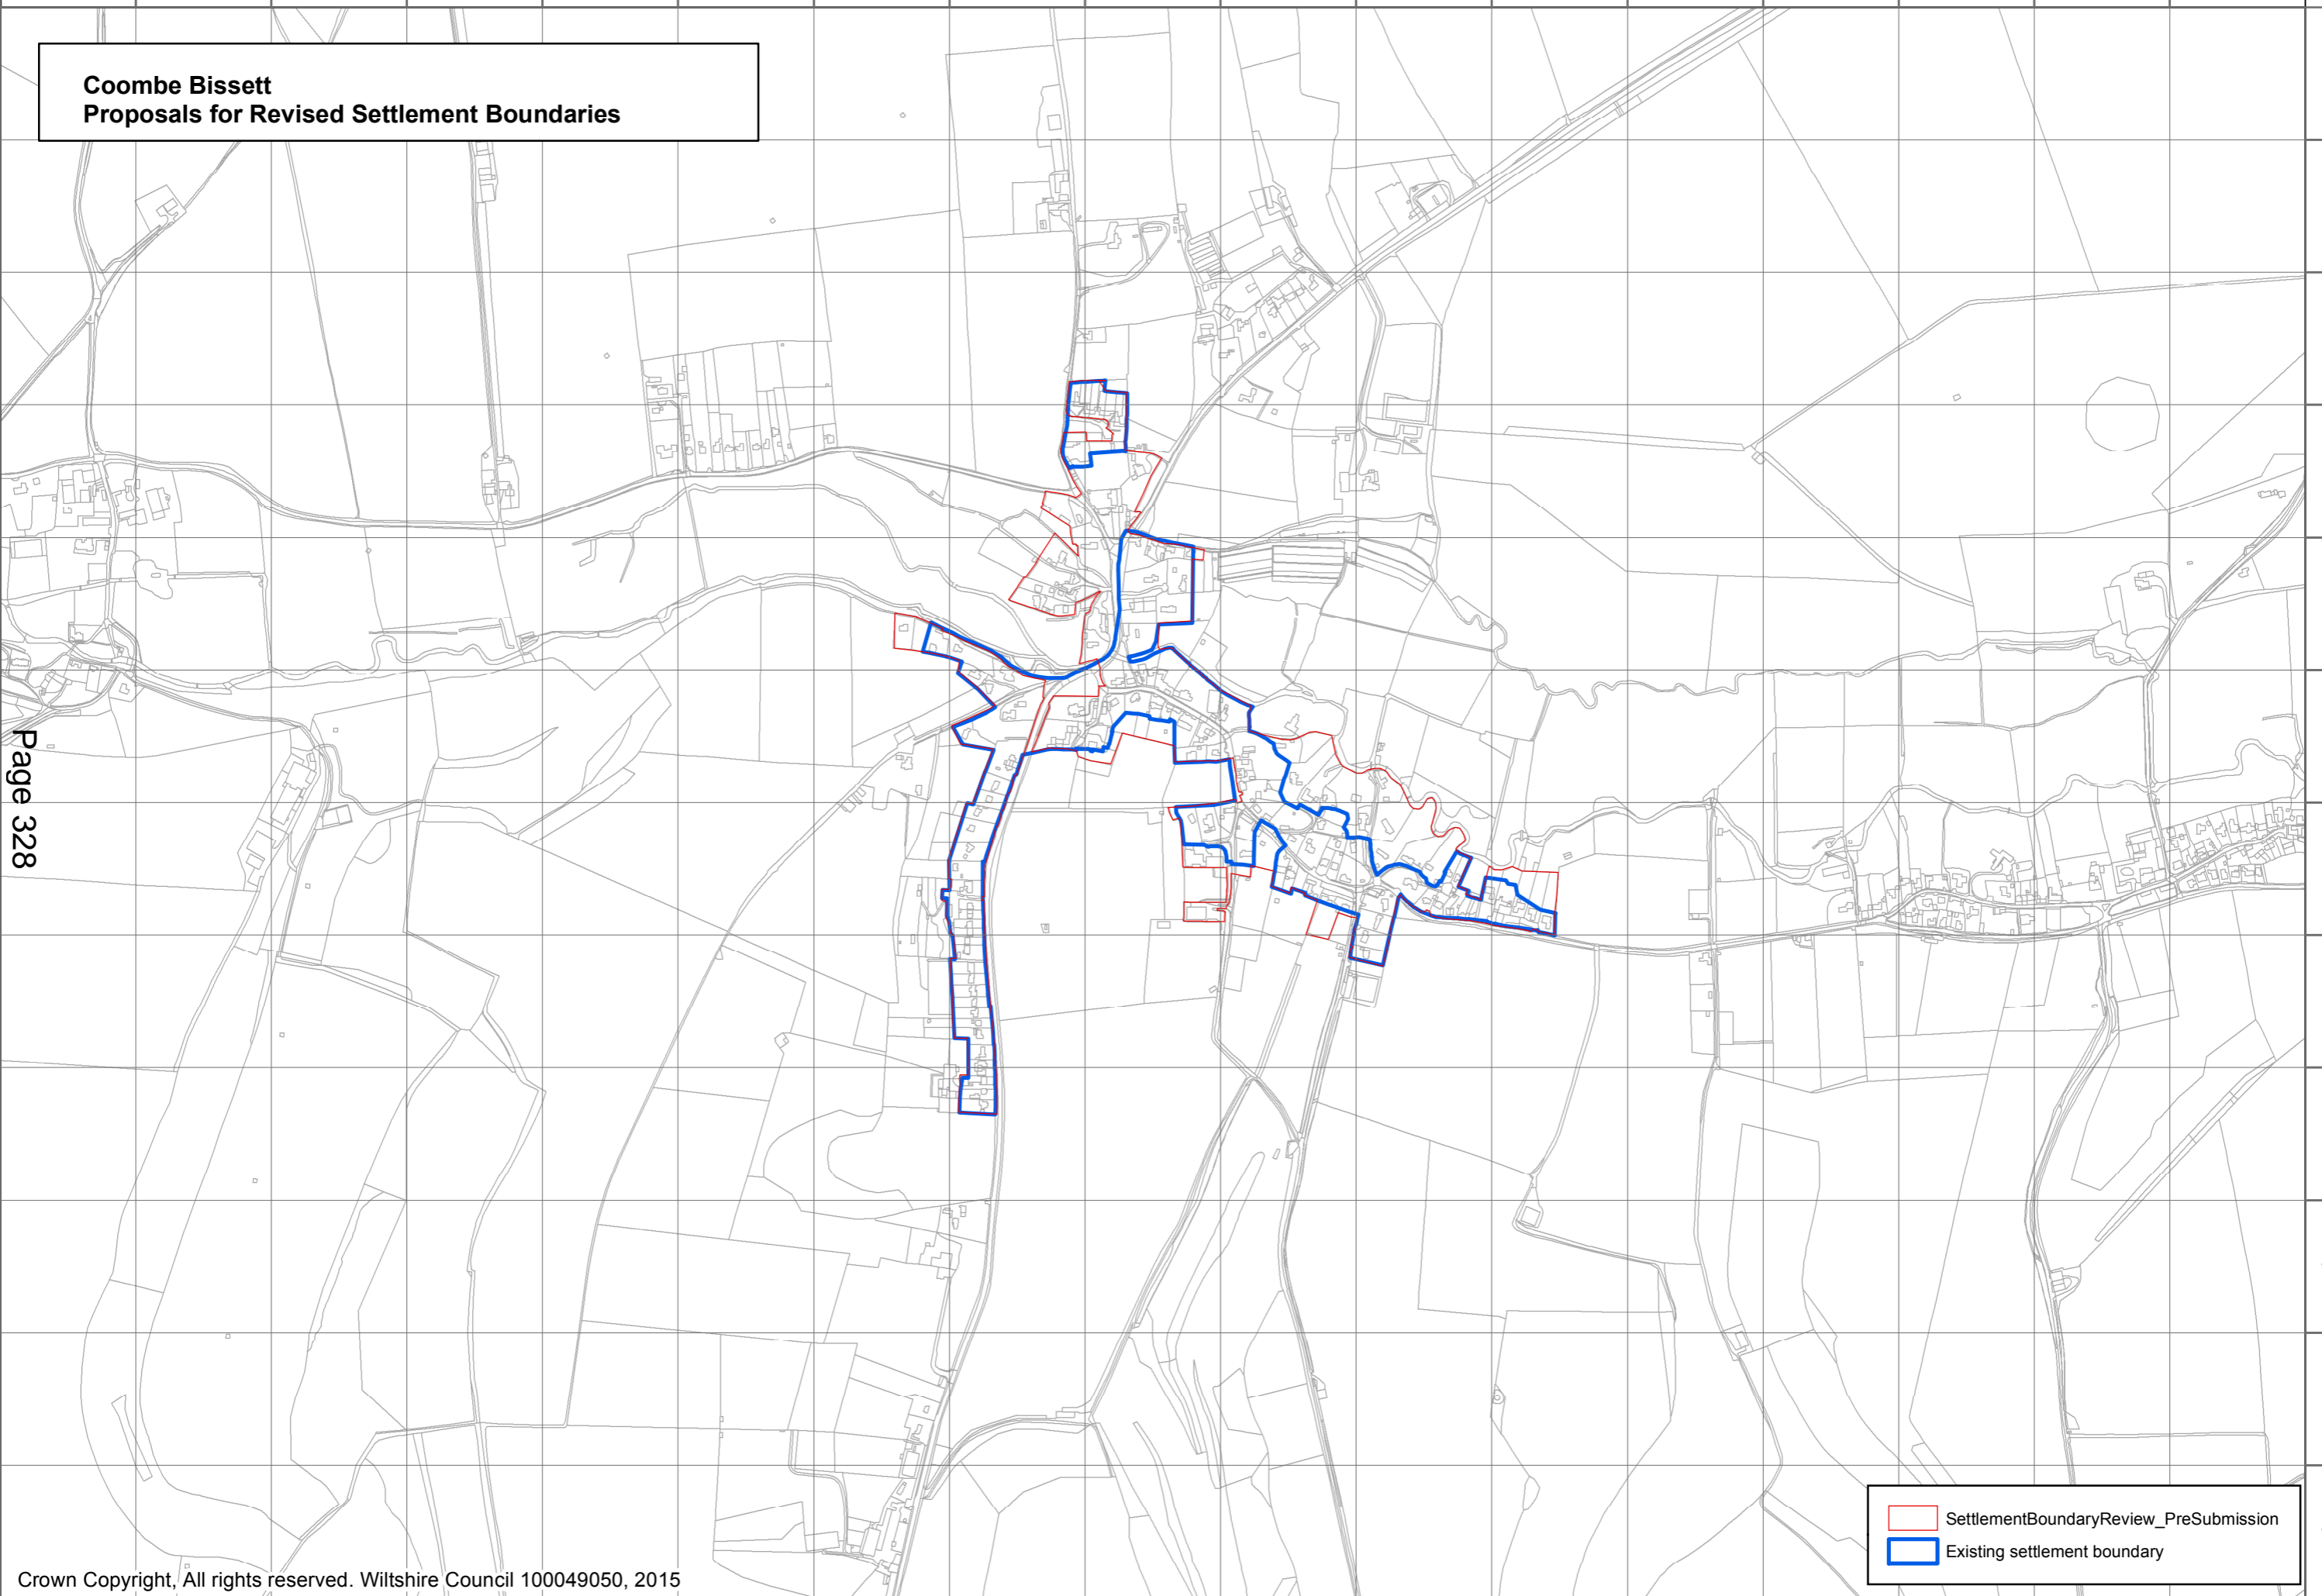 Coombe Bissett
Proposals for Revised Settlement Boundaries
Page 328
SettlementBoundaryReview_PreSubmission
Existing settlement boundary
Crown Copyright, All rights reserved. Wiltshire Council 100049050, 2015